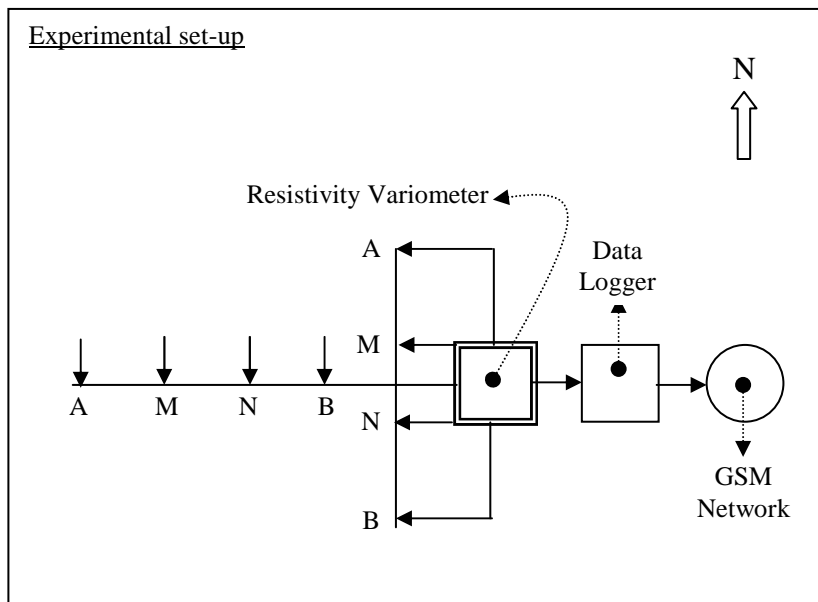 Experimental set-up
N
Resistivity Variometer
A
Data
Logger
M
A M N B
N
GSM
Network
B